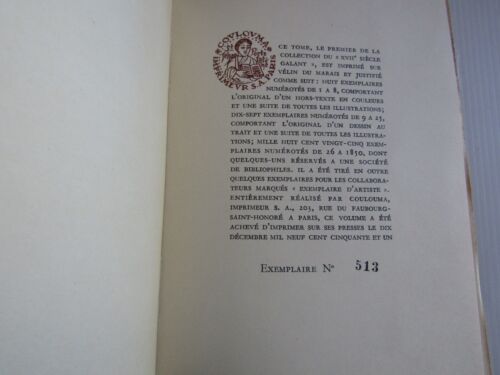 COVLOVMA
IMPRIMEVR S.A. PARIS
CE TOME, LE PREMIER DE LA
COLLECTION DU « XVIIᵉ SIÈCLE
GALANT », EST IMPRIMÉ SUR
VÉLIN DU MARAIS ET JUSTIFIÉ
COMME SUIT : HUIT EXEMPLAIRES
NUMÉROTÉS DE 1 A 8, COMPORTANT
L'ORIGINAL D'UN HORS-TEXTE EN COULEURS
ET UNE SUITE DE TOUTES LES ILLUSTRATIONS;
DIX-SEPT EXEMPLAIRES NUMÉROTÉS DE 9 A 25,
COMPORTANT L'ORIGINAL D'UN DESSIN AU
TRAIT ET UNE SUITE DE TOUTES LES ILLUSTRA-
TIONS; MILLE HUIT CENT VINGT-CINQ EXEM-
PLAIRES NUMÉROTÉS DE 26 A 1850, DONT
QUELQUES-UNS RÉSERVÉS A UNE SOCIÉTÉ
DE BIBLIOPHILES. IL A ÉTÉ TIRÉ EN OUTRE
QUELQUES EXEMPLAIRES POUR LES COLLABORA-
TEURS MARQUÉS « EXEMPLAIRE D'ARTISTE ».
ENTIÈREMENT RÉALISÉ PAR COULOUMA,
IMPRIMEUR S. A., 205, RUE DU FAUBOURG-
SAINT-HONORÉ A PARIS, CE VOLUME A ÉTÉ
ACHEVÉ D'IMPRIMER SUR SES PRESSES LE DIX
DÉCEMBRE MIL NEUF CENT CINQUANTE ET UN
EXEMPLAIRE Nº 513